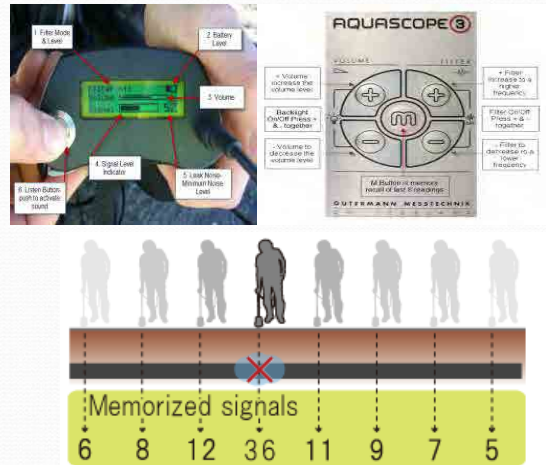 1. Filter Mode
& Level
2. Battery
Level
3. Volume
4. Signal Level
Indicator
5. Leak Noise-
Minimum Noise
Level
6. Listen Button-
push to activate
sound
AQUASCOPE 3
VOLUME
FILTER
+ Volume
increase the
volume level
Backlight
On/Off Press +
& - together
- Volume to
decrease the
volume level
+ Filter
increase to a
higher
frequency
Filter On/Off
Press +
& -
together
- Filter to
decrease to a
lower
frequency
m
M Button is memory
recall of last 8 readings
GUTERMANN MESSTECHNIK
Memorized signals
6 8 12 36 11 9 7 5